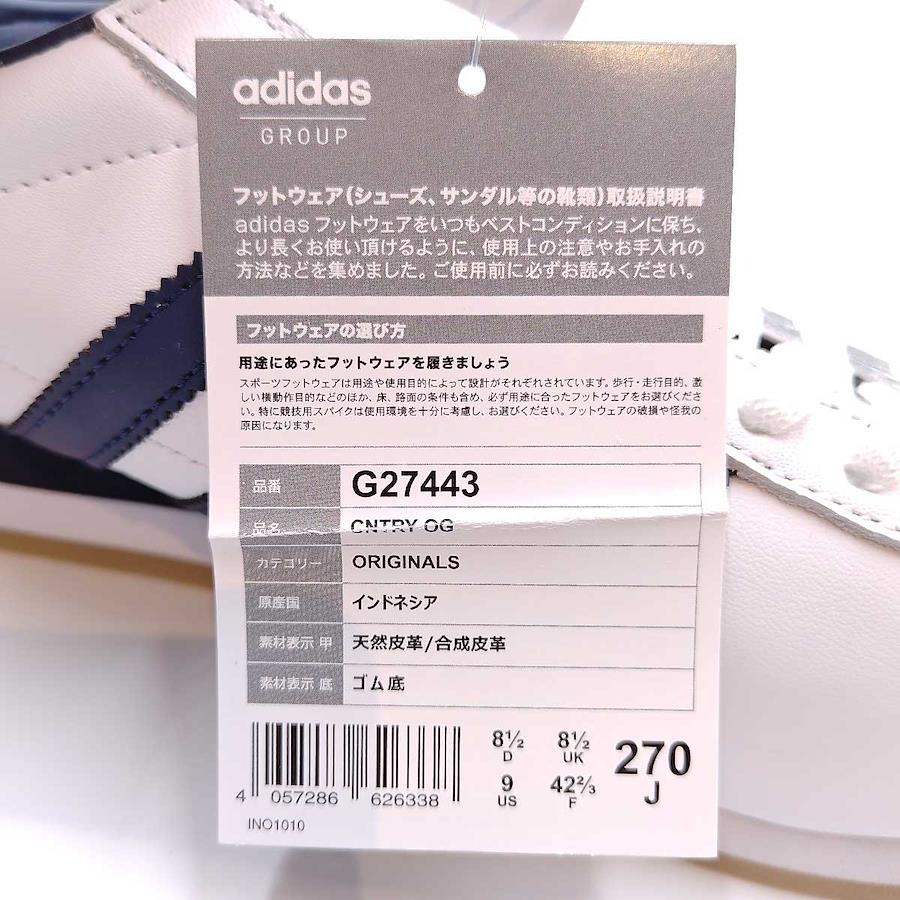 adidas
GROUP
フットウェア(シューズ、サンダル等の靴類)取扱説明書
adidas フットウェアをいつもベストコンディションに保ち、
より長くお使い頂けるように、使用上の注意やお手入れの
方法などを集めました。ご使用前に必ずお読みください。
フットウェアの選び方
用途にあったフットウェアを履きましょう
スポーツフットウェアは用途や使用目的によって設計がそれぞれされています。歩行・走行目的、激
しい横動作目的などのほか、床、路面の条件も含め、必ず用途に合ったフットウェアをお選びくださ
い。特に競技用スパイクは使用環境を十分に考慮し、お選びください。フットウェアの破損や怪我の
原因になります。
品番 G27443
品名 CNTRY OG
カテゴリー ORIGINALS
原産国 インドネシア
素材表示 甲 天然皮革/合成皮革
素材表示 底 ゴム底
8½ 8½ 270
D UK J
9 42⅔
US F
4 057286 626338
INO1010